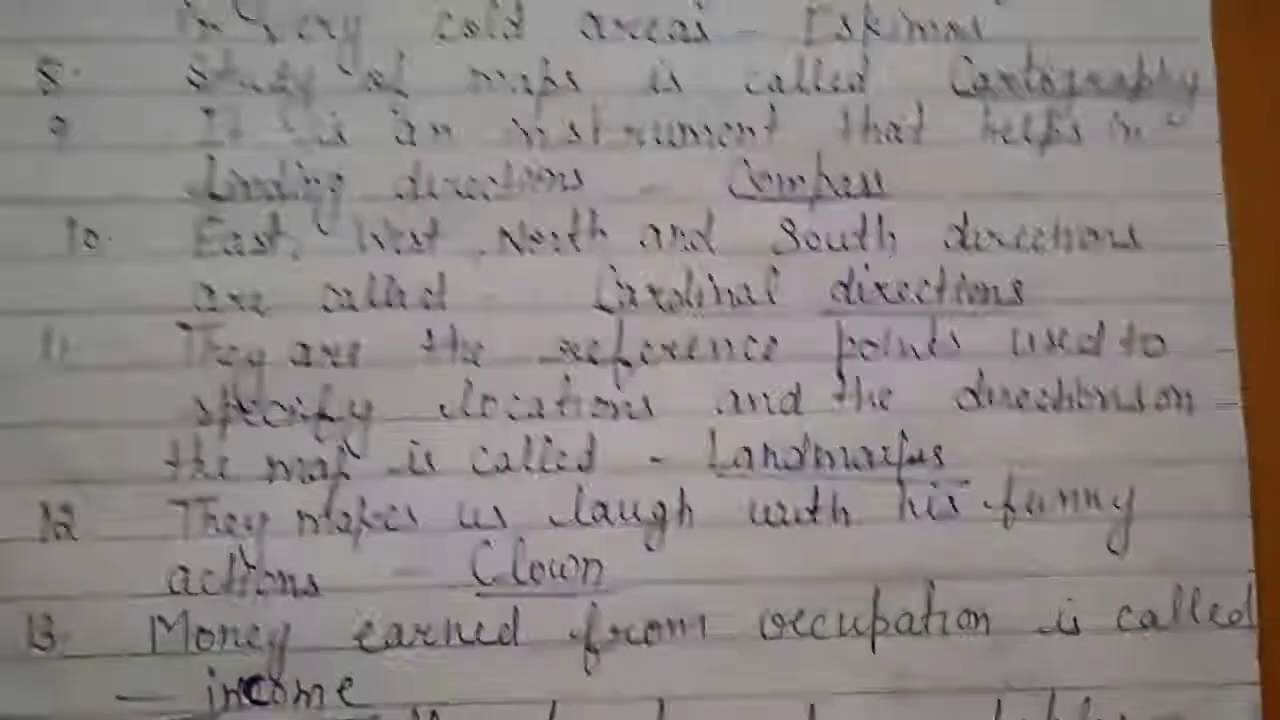 in very cold areas - Eskimos
8. Study of maps is called Cartography
9. It is an instrument that helps in
finding directions - Compass
10. East, West North and South directions
are called - Cardinal directions
11. They are the reference points used to
specify locations and the directions on
the map is called - Landmarks
12 They makes us laugh with his funny
actions - Clown
13. Money earned from occupation is called
- income